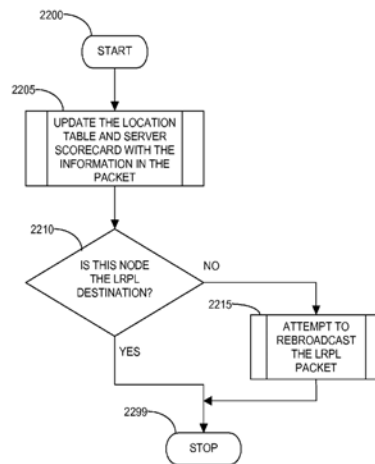 2200
START
2205
UPDATE THE LOCATION
TABLE AND SERVER
SCORECARD WITH THE
INFORMATION IN THE
PACKET
2210
IS THIS NODE
THE LRPL
DESTINATION?
NO
2215
ATTEMPT TO
REBROADCAST
THE LRPL
PACKET
YES
2299
STOP